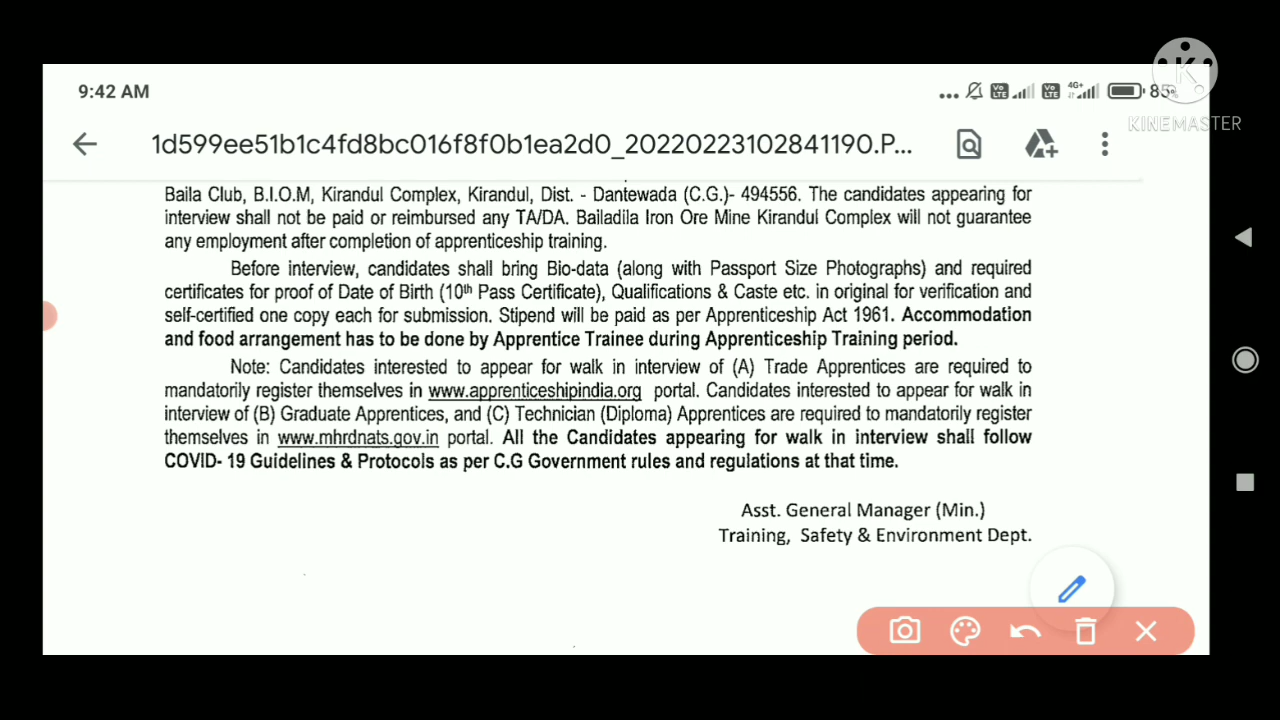 9:42 AM
Vo LTE Vo LTE 4G+ 85%
KINEMASTER
1d599ee51b1c4fd8bc016f8f0b1ea2d0_20220223102841190.P...
Baila Club, B.I.O.M, Kirandul Complex, Kirandul, Dist. - Dantewada (C.G.)- 494556. The candidates appearing for
interview shall not be paid or reimbursed any TA/DA. Bailadila Iron Ore Mine Kirandul Complex will not guarantee
any employment after completion of apprenticeship training.
Before interview, candidates shall bring Bio-data (along with Passport Size Photographs) and required
certificates for proof of Date of Birth (10th Pass Certificate), Qualifications & Caste etc. in original for verification and
self-certified one copy each for submission. Stipend will be paid as per Apprenticeship Act 1961. Accommodation
and food arrangement has to be done by Apprentice Trainee during Apprenticeship Training period.
Note: Candidates interested to appear for walk in interview of (A) Trade Apprentices are required to
mandatorily register themselves in www.apprenticeshipindia.org portal. Candidates interested to appear for walk in
interview of (B) Graduate Apprentices, and (C) Technician (Diploma) Apprentices are required to mandatorily register
themselves in www.mhrdnats.gov.in portal. All the Candidates appearing for walk in interview shall follow
COVID- 19 Guidelines & Protocols as per C.G Government rules and regulations at that time.
Asst. General Manager (Min.)
Training, Safety & Environment Dept.